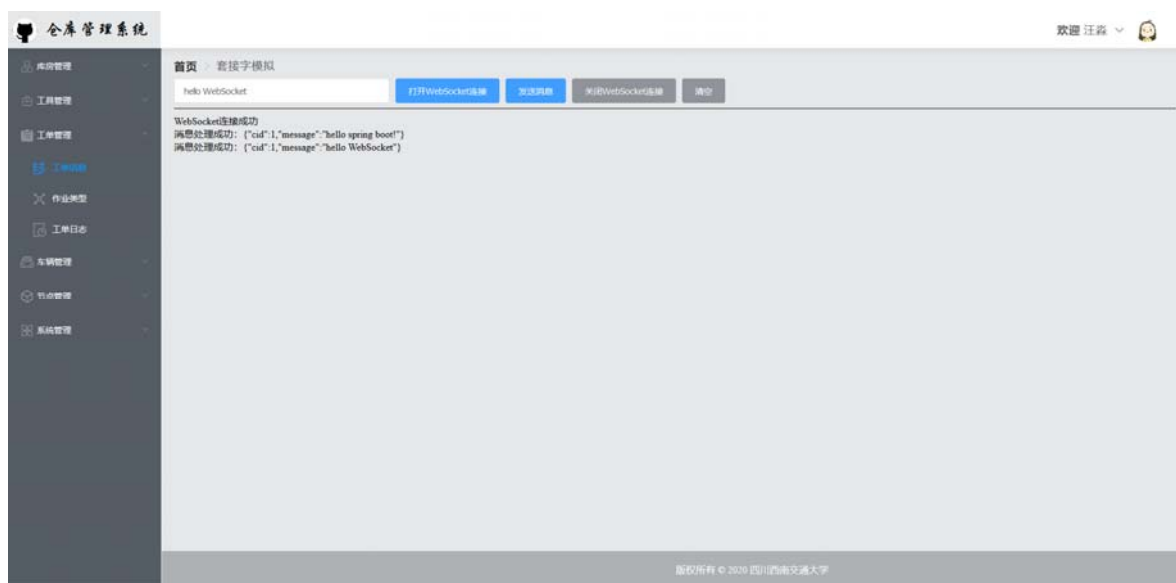 仓库管理系统
欢迎 汪淼
库房管理
工具管理
工单管理
作业类型
工单日志
车辆管理
节点管理
系统管理
首页 > 套接字模拟
hello WebSocket
打开WebSocket连接 发送消息 关闭WebSocket连接 清空
WebSocket连接成功
消息处理成功: {"cid":1,"message":"hello spring boot!"}
消息处理成功: {"cid":1,"message":"hello WebSocket"}
版权所有 © 2020 四川西南交通大学